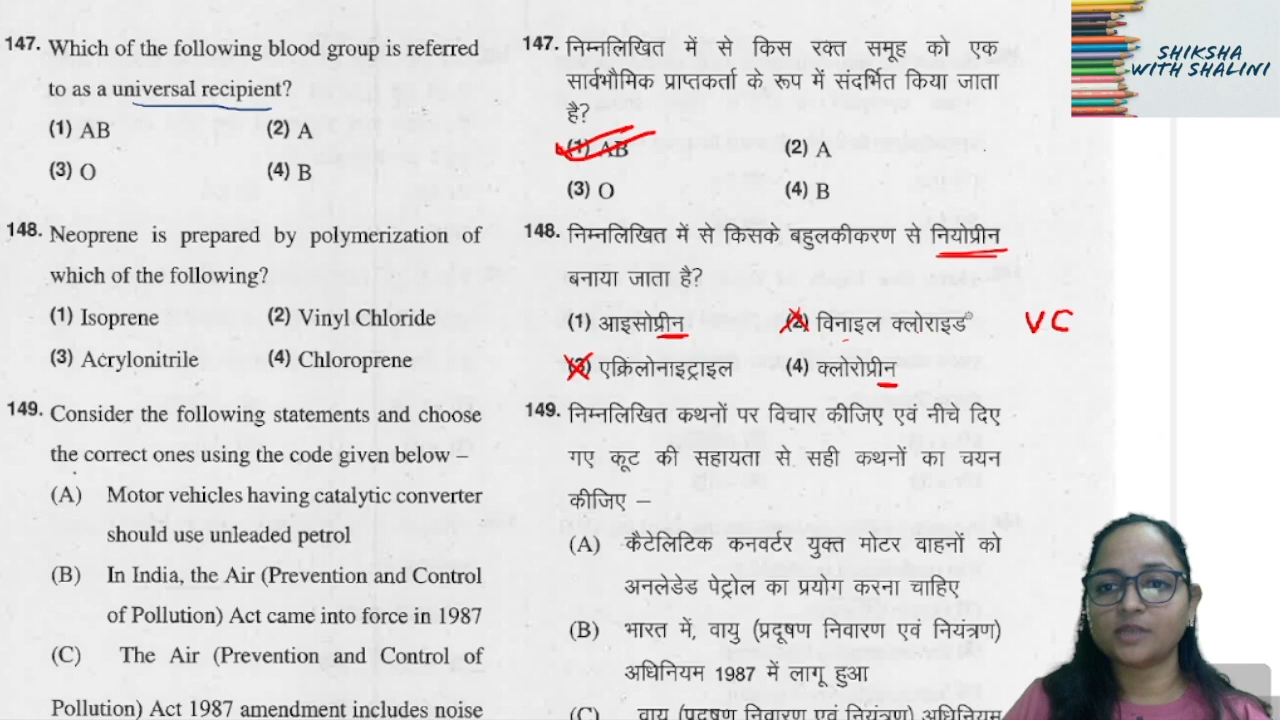 SHIKSHA
WITH SHALINI
147. Which of the following blood group is referred
to as a universal recipient?
(1) AB (2) A
(3) O (4) B
148. Neoprene is prepared by polymerization of
which of the following?
(1) Isoprene (2) Vinyl Chloride
(3) Acrylonitrile (4) Chloroprene
149. Consider the following statements and choose
the correct ones using the code given below –
(A) Motor vehicles having catalytic converter
should use unleaded petrol
(B) In India, the Air (Prevention and Control
of Pollution) Act came into force in 1987
(C) The Air (Prevention and Control of
Pollution) Act 1987 amendment includes noise
147. निम्नलिखित में से किस रक्त समूह को एक
सार्वभौमिक प्राप्तकर्ता के रूप में संदर्भित किया जाता
है?
(1) AB (2) A
(3) O (4) B
148. निम्नलिखित में से किसके बहुलकीकरण से नियोप्रीन
बनाया जाता है?
(1) आइसोप्रीन (2) विनाइल क्लोराइड VC
(3) एक्रिलोनाइट्राइल (4) क्लोरोप्रीन
149. निम्नलिखित कथनों पर विचार कीजिए एवं नीचे दिए
गए कूट की सहायता से सही कथनों का चयन
कीजिए –
(A) कैटेलिटिक कनवर्टर युक्त मोटर वाहनों को
अनलेडेड पेट्रोल का प्रयोग करना चाहिए
(B) भारत में, वायु (प्रदूषण निवारण एवं नियंत्रण)
अधिनियम 1987 में लागू हुआ
(C) वायु (प्रदूषण निवारण एवं नियंत्रण) अधिनियम